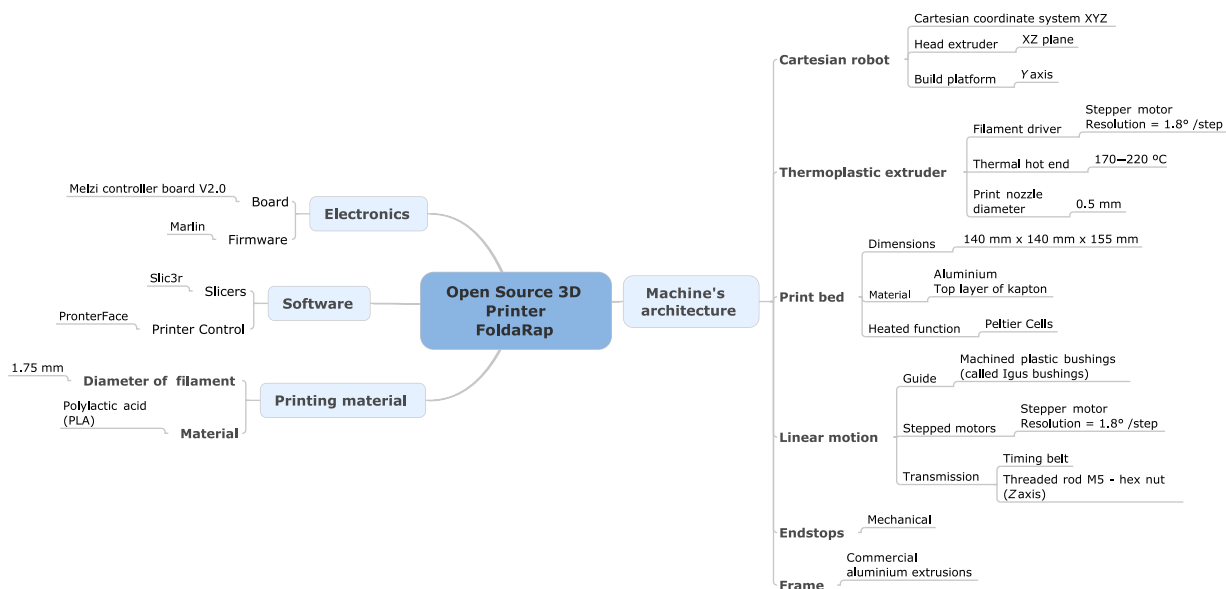 Open Source 3D
Printer
FoldaRap
Electronics
Board
Melzi controller board V2.0
Firmware
Marlin
Software
Slicers
Slic3r
Printer Control
PronterFace
Printing material
Diameter of filament
1.75 mm
Material
Polylactic acid
(PLA)
Machine's
architecture
Cartesian robot
Cartesian coordinate system XYZ
Head extruder
XZ plane
Build platform
Y axis
Thermoplastic extruder
Filament driver
Stepper motor
Resolution = 1.8° /step
Thermal hot end
170—220 ºC
Print nozzle
diameter
0.5 mm
Print bed
Dimensions
140 mm x 140 mm x 155 mm
Material
Aluminium
Top layer of kapton
Heated function
Peltier Cells
Linear motion
Guide
Machined plastic bushings
(called Igus bushings)
Stepped motors
Stepper motor
Resolution = 1.8° /step
Transmission
Timing belt
Threaded rod M5 - hex nut
(Z axis)
Endstops
Mechanical
Frame
Commercial
aluminium extrusions